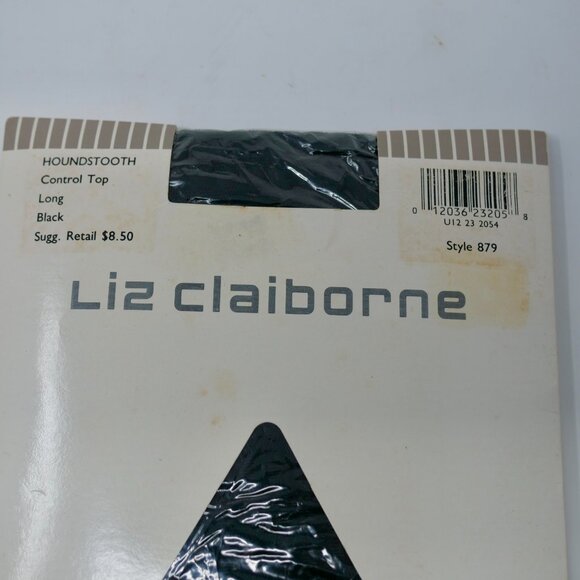 HOUNDSTOOTH
Control Top
Long
Black
Sugg. Retail $8.50
0 12036 23205 8
U12 23 2054
Style 879
Liz claiborne